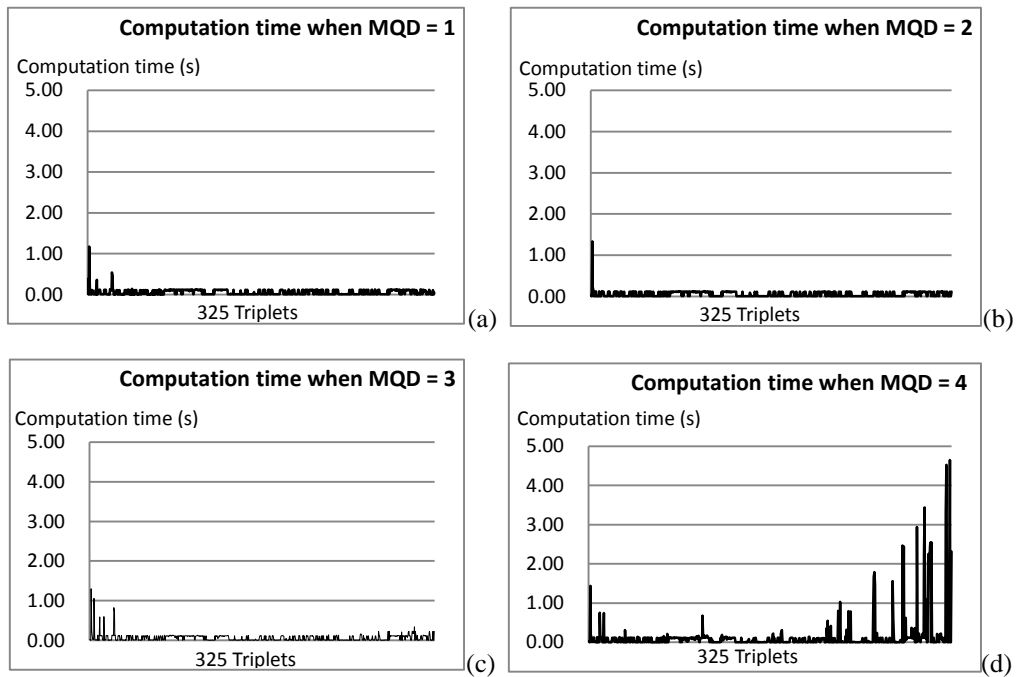 Computation time when MQD = 1
Computation time (s)
5.00
4.00
3.00
2.00
1.00
0.00
325 Triplets
(a)
Computation time when MQD = 2
Computation time (s)
5.00
4.00
3.00
2.00
1.00
0.00
325 Triplets
(b)
Computation time when MQD = 3
Computation time (s)
5.00
4.00
3.00
2.00
1.00
0.00
325 Triplets
(c)
Computation time when MQD = 4
Computation time (s)
5.00
4.00
3.00
2.00
1.00
0.00
325 Triplets
(d)